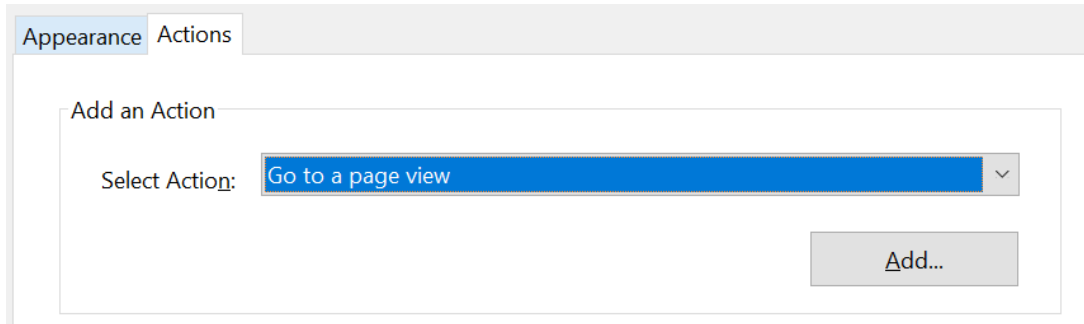 Appearance Actions
Add an Action
Select Action: Go to a page view
Add...